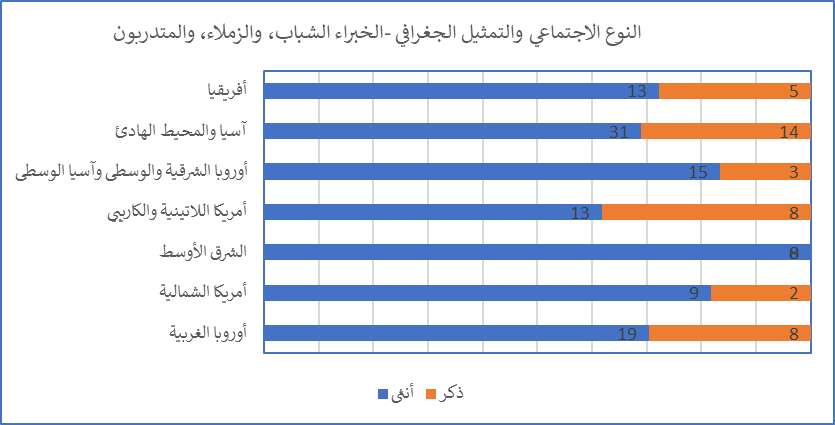 النوع الاجتماعي والتمثيل الجغرافي -الخبراء الشباب، والزملاء، والمتدربون
أفريقيا 13 5
آسيا والمحيط الهادئ 31 14
أوروبا الشرقية والوسطى وآسيا الوسطى 15 3
أمريكا اللاتينية والكاريبي 13 8
الشرق الأوسط
أمريكا الشمالية 9 2
أوروبا الغربية 19 8
أنثى ذكر